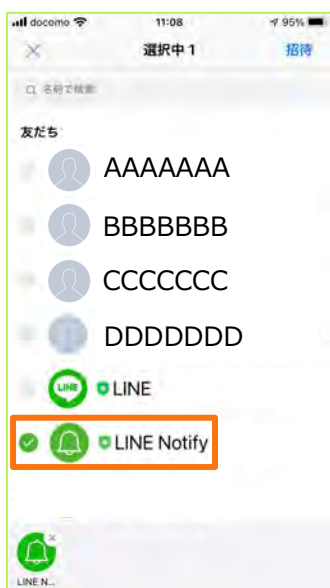 docomo 11:08 95%
選択中 1 招待
名前で検索
友だち
AAAAAAA
BBBBBBB
CCCCCCC
DDDDDDD
LINE LINE
LINE Notify
LINE N...